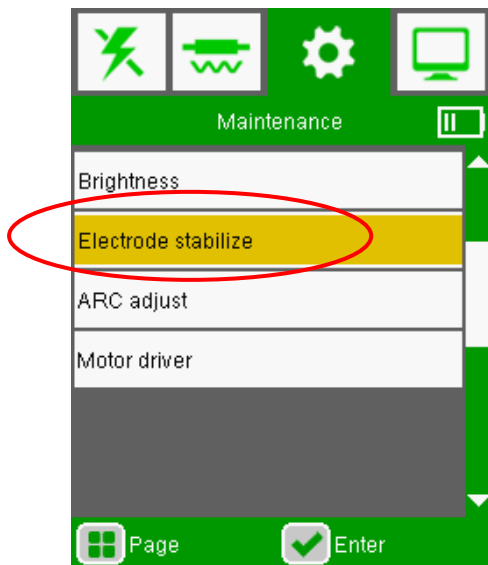 Maintenance
Brightness
Electrode stabilize
ARC adjust
Motor driver
Page Enter